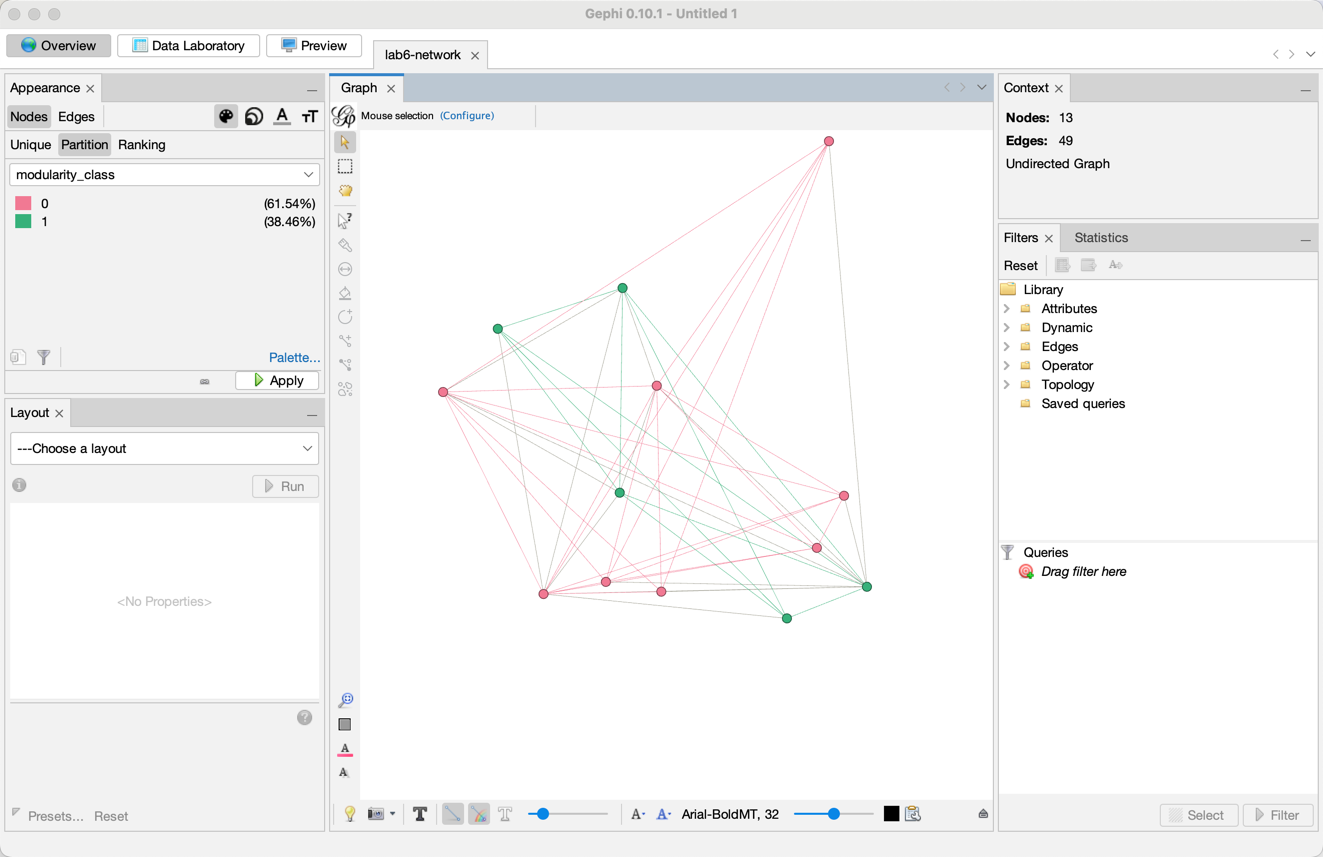 Gephi 0.10.1 - Untitled 1
Overview
Data Laboratory
Preview
lab6-network
Appearance
Nodes
Edges
Unique
Partition
Ranking
modularity_class
0 (61.54%)
1 (38.46%)
Palette...
Apply
Layout
---Choose a layout
Run
<No Properties>
Presets...
Reset
Graph
Mouse selection (Configure)
Arial-BoldMT, 32
Context
Nodes: 13
Edges: 49
Undirected Graph
Filters
Statistics
Reset
Library
Attributes
Dynamic
Edges
Operator
Topology
Saved queries
Queries
Drag filter here
Select
Filter